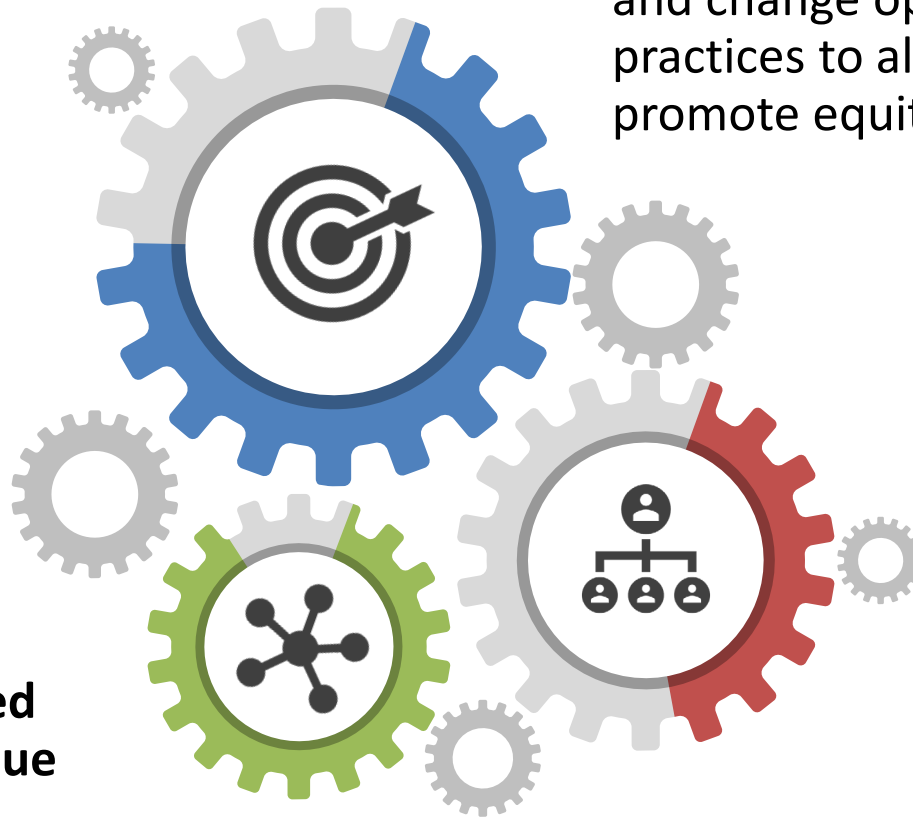 and change op
practices to al
promote equit
ed
ue